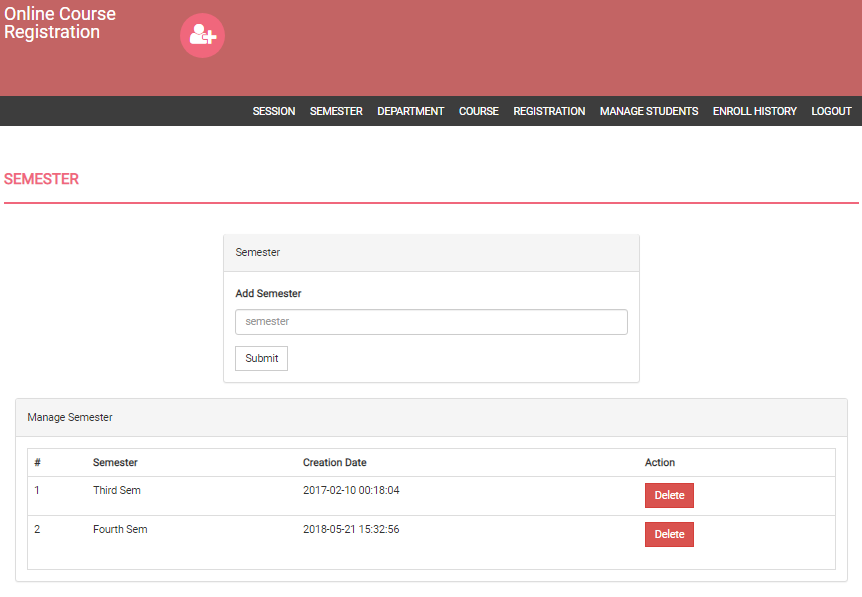 Online Course
Registration
SESSION SEMESTER DEPARTMENT COURSE REGISTRATION MANAGE STUDENTS ENROLL HISTORY LOGOUT
SEMESTER
Semester
Add Semester
semester
Submit
Manage Semester
# Semester Creation Date Action
1 Third Sem 2017-02-10 00:18:04 Delete
2 Fourth Sem 2018-05-21 15:32:56 Delete